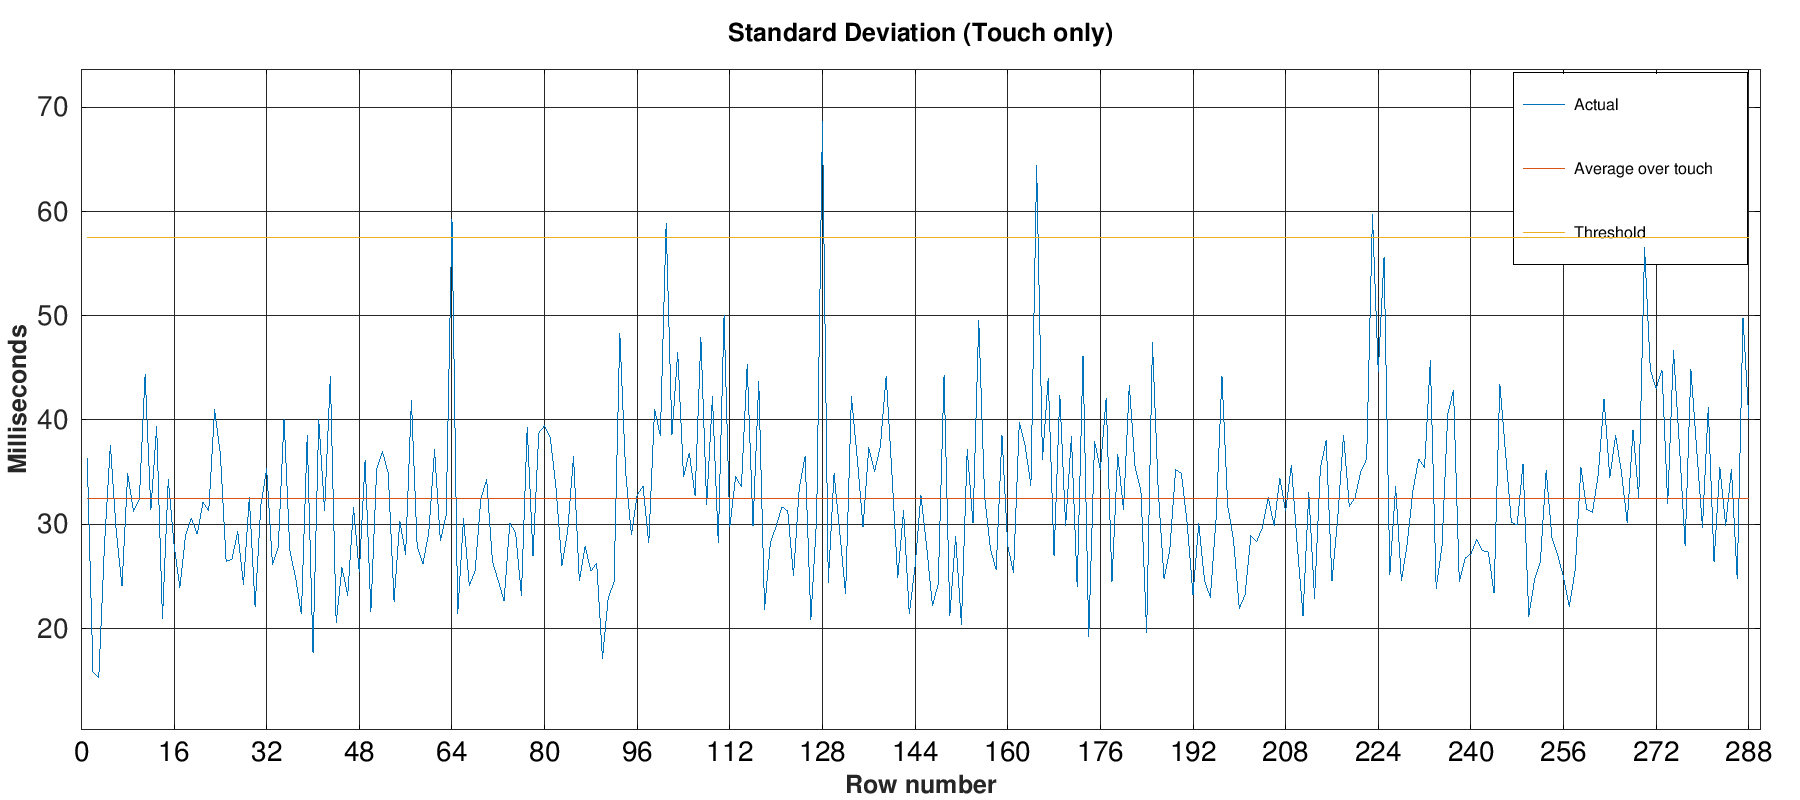 Standard Deviation (Touch only)
Milliseconds
70
60
50
40
30
20
Actual
Average over touch
Threshold
0 16 32 48 64 80 96 112 128 144 160 176 192 208 224 240 256 272 288
Row number